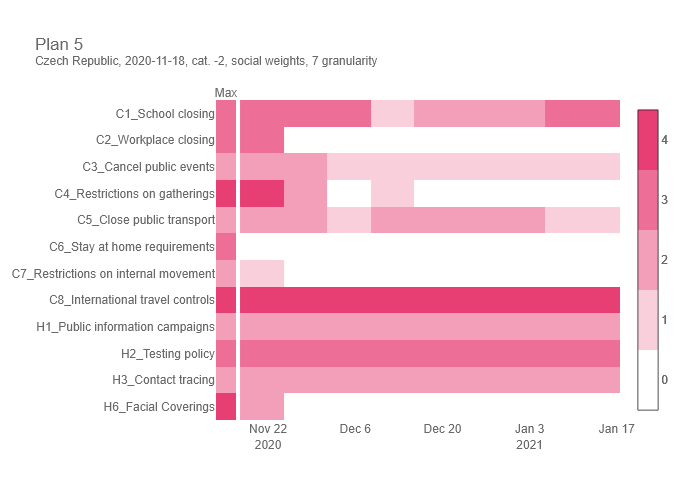 Plan 5
Czech Republic, 2020-11-18, cat. -2, social weights, 7 granularity
Max
C1_School closing
C2_Workplace closing
C3_Cancel public events
C4_Restrictions on gatherings
C5_Close public transport
C6_Stay at home requirements
C7_Restrictions on internal movement
C8_International travel controls
H1_Public information campaigns
H2_Testing policy
H3_Contact tracing
H6_Facial Coverings
4
3
2
1
0
Nov 22 Dec 6 Dec 20 Jan 3 Jan 17
2020 2021